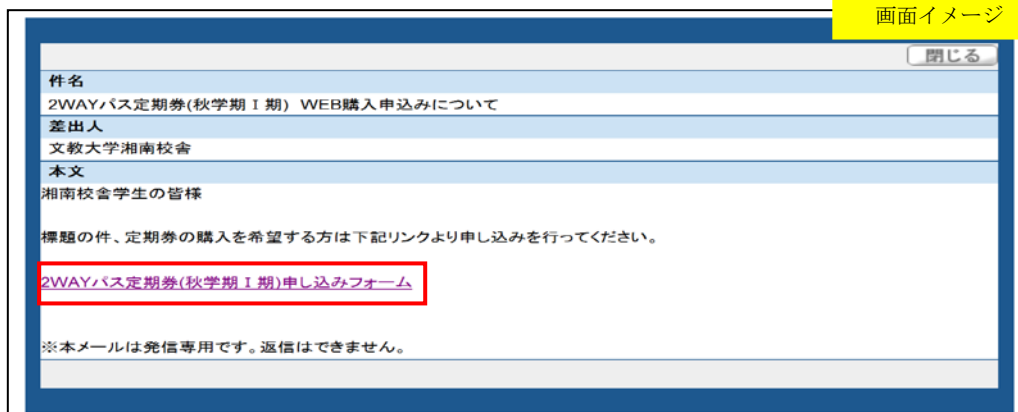 画面イメージ
閉じる
件名
2WAYパス定期券(秋学期Ⅰ期) WEB購入申込みについて
差出人
文教大学湘南校舎
本文
湘南校舎学生の皆様
標題の件、定期券の購入を希望する方は下記リンクより申し込みを行ってください。
2WAYパス定期券(秋学期Ⅰ期)申し込みフォーム
※本メールは発信専用です。返信はできません。